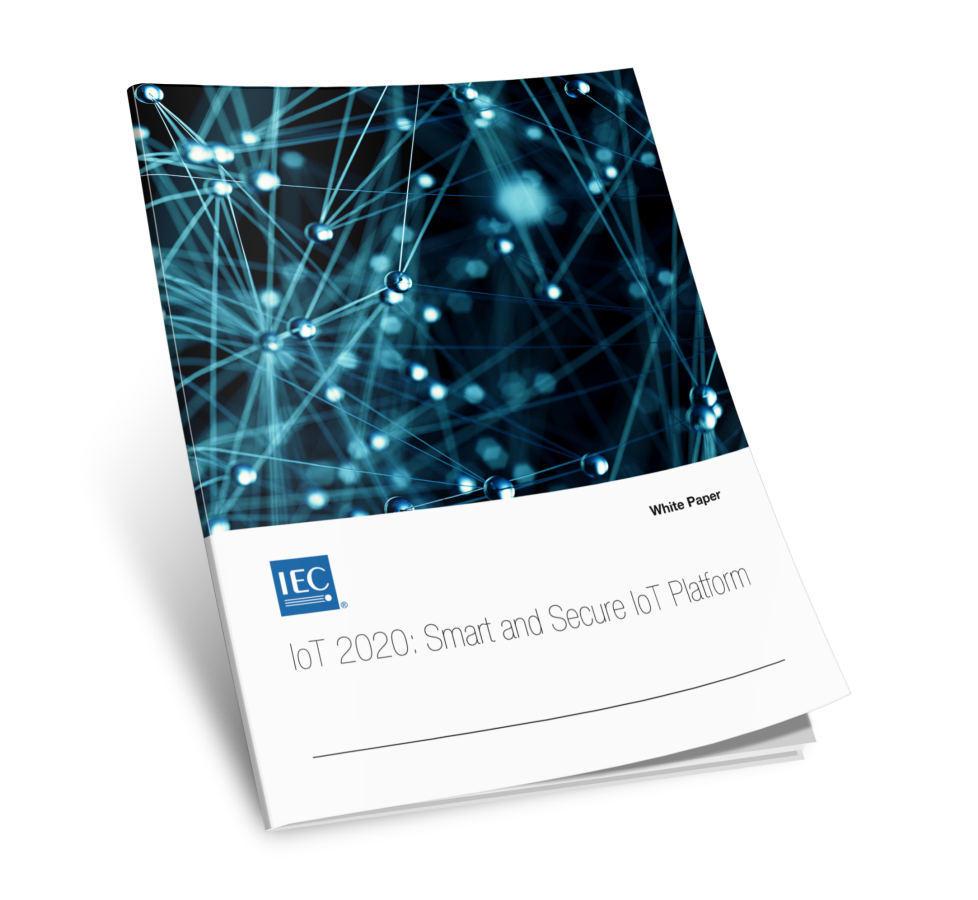 White Paper
IEC
®
IoT 2020: Smart and Secure IoT Platform